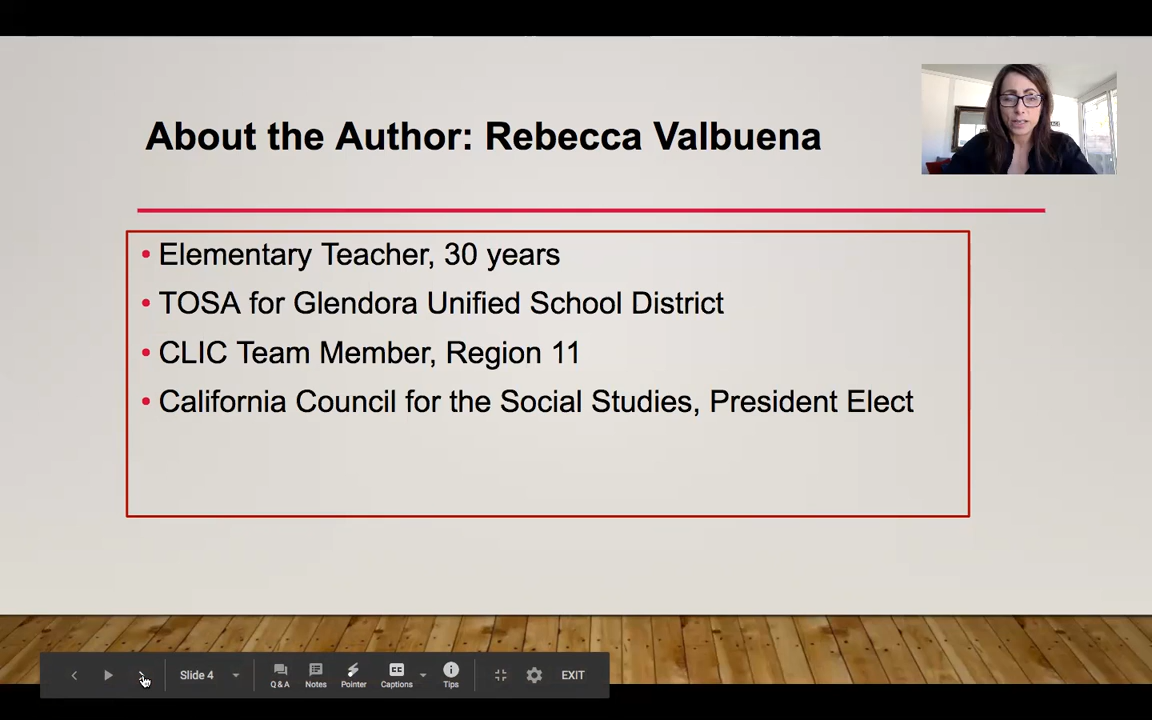 About the Author: Rebecca Valbuena
• Elementary Teacher, 30 years
• TOSA for Glendora Unified School District
• CLIC Team Member, Region 11
• California Council for the Social Studies, President Elect
Slide 4
Q & A
Notes
Pointer
CC
Captions
Tips
EXIT